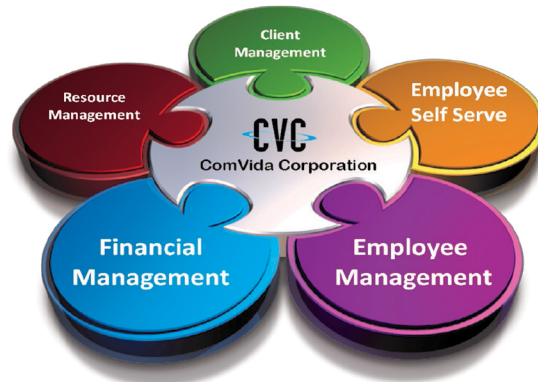 Client
Management
Resource
Management
Employee
Self Serve
CVC
ComVida Corporation
Financial
Management
Employee
Management